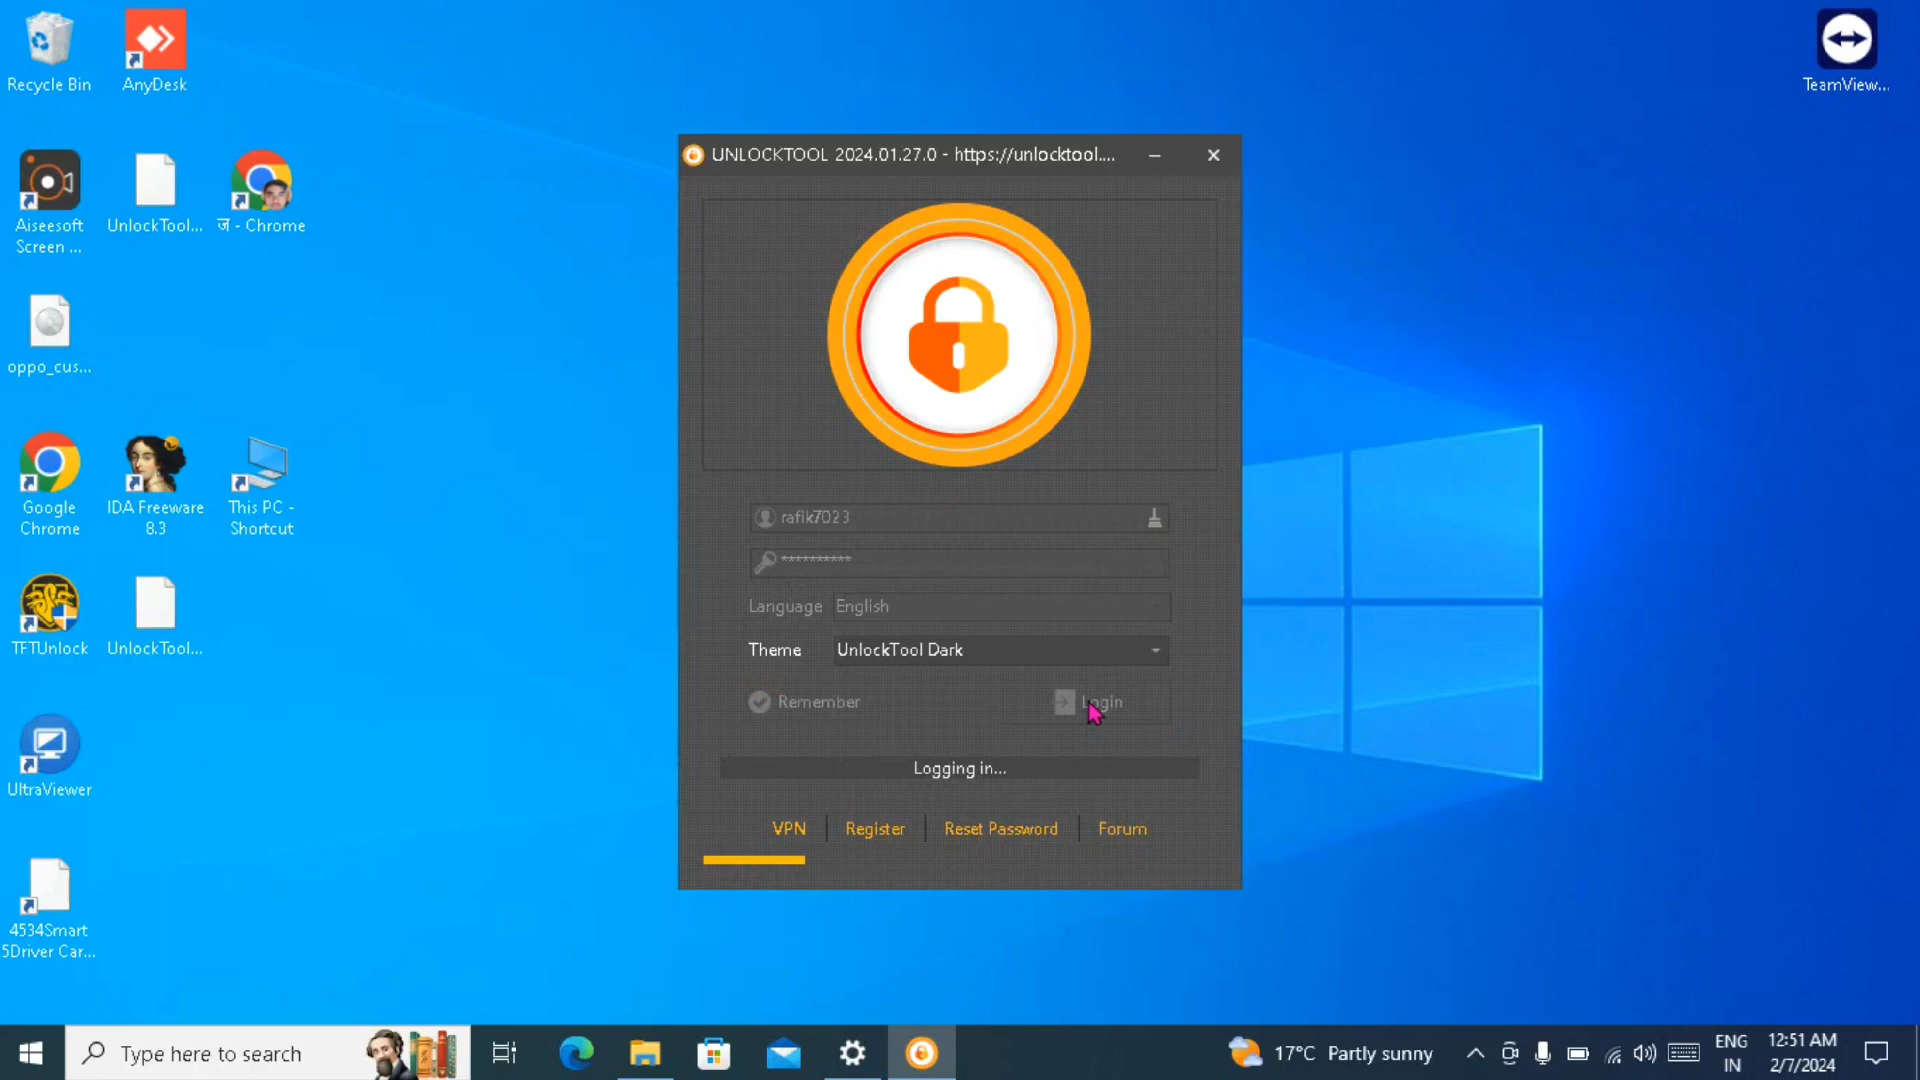 Recycle Bin
AnyDesk
TeamView...
Aiseesoft
Screen ...
UnlockTool...
ज - Chrome
oppo_cus...
Google
Chrome
IDA Freeware
8.3
This PC -
Shortcut
TFTUnlock
UnlockTool...
UltraViewer
4534Smart
5Driver Car...
UNLOCKTOOL 2024.01.27.0 - https://unlocktool....
rafik7023
**********
Language English
Theme UnlockTool Dark
Remember
Login
Logging in...
VPN
Register
Reset Password
Forum
Type here to search
17°C Partly sunny
ENG
IN
12:51 AM
2/7/2024